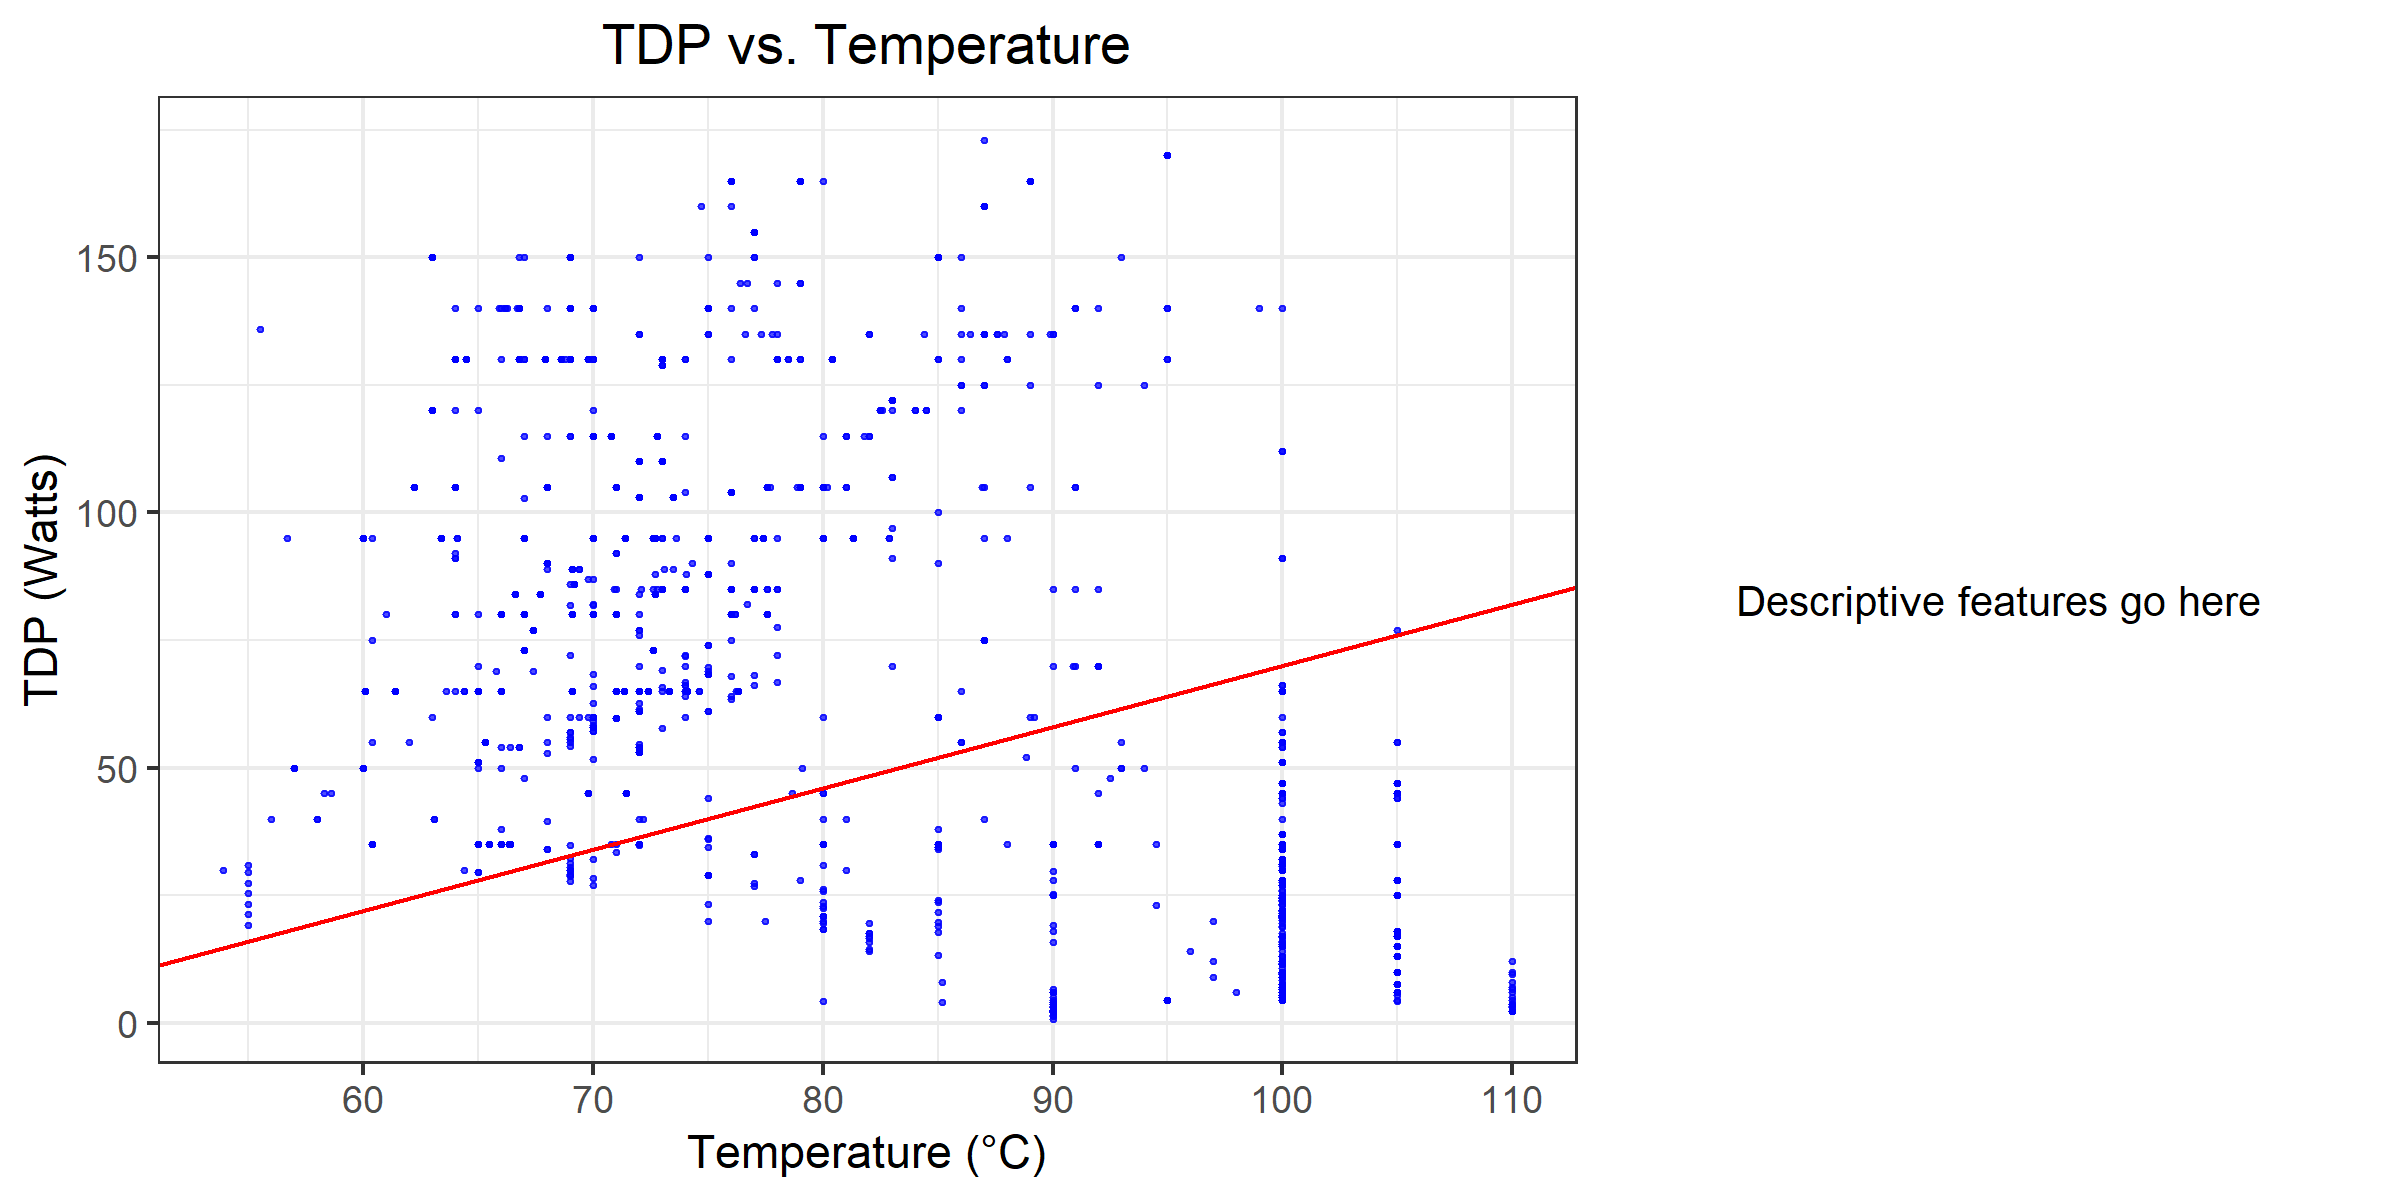 TDP vs. Temperature
TDP (Watts)
150
100
50
0
60
70
80
90
100
110
Temperature (°C)
Descriptive features go here